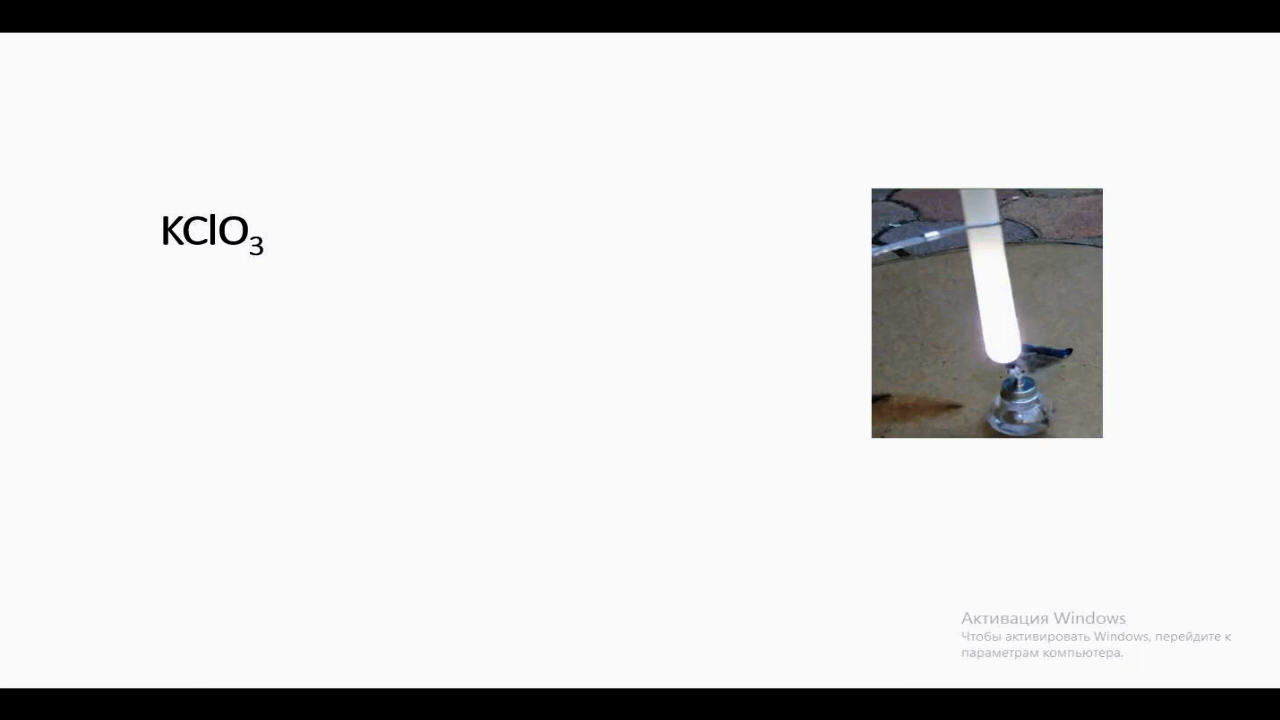 KClO₃
Активация Windows
Чтобы активировать Windows, перейдите к
параметрам компьютера.